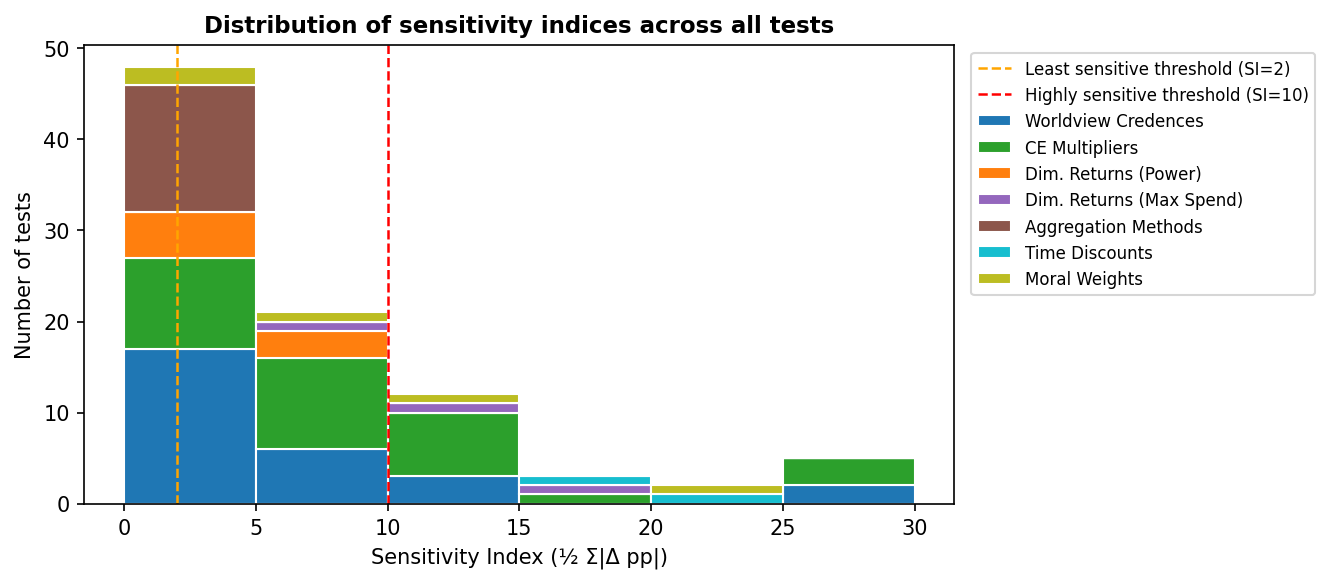 Distribution of sensitivity indices across all tests
Number of tests
50
40
30
20
10
0
0 5 10 15 20 25 30
Sensitivity Index (½ Σ|Δ pp|)
Least sensitive threshold (SI=2)
Highly sensitive threshold (SI=10)
Worldview Credences
CE Multipliers
Dim. Returns (Power)
Dim. Returns (Max Spend)
Aggregation Methods
Time Discounts
Moral Weights